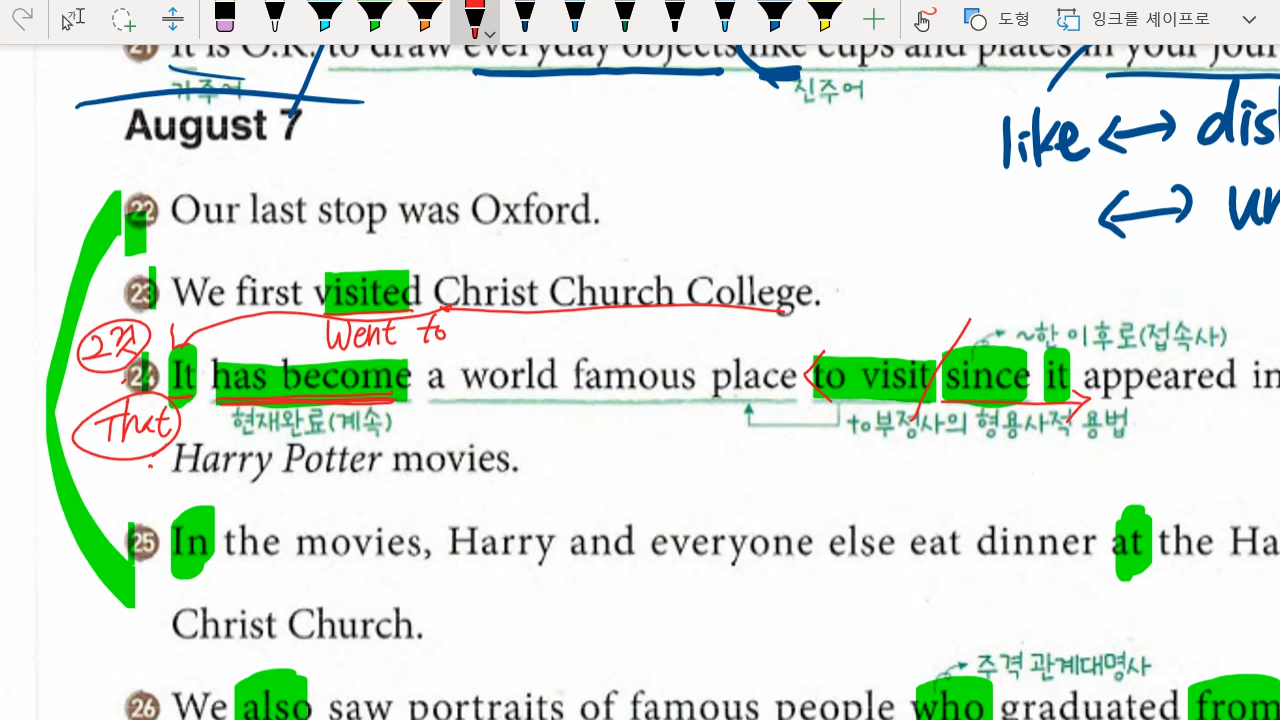 도형 잉크를 셰이프로
21 It is O.K. to draw everyday objects like cups and plates in your jour
가주어 신주어
August 7
like ↔ dis
↔ un
22 Our last stop was Oxford.
23 We first visited Christ Church College.
went to
~한 이후로(접속사)
24 It has become a world famous place to visit since it appeared in
That 현재완료(계속) to부정사의 형용사적 용법
Harry Potter movies.
25 In the movies, Harry and everyone else eat dinner at the Ha
Christ Church.
주격 관계대명사
26 We also saw portraits of famous people who graduated from